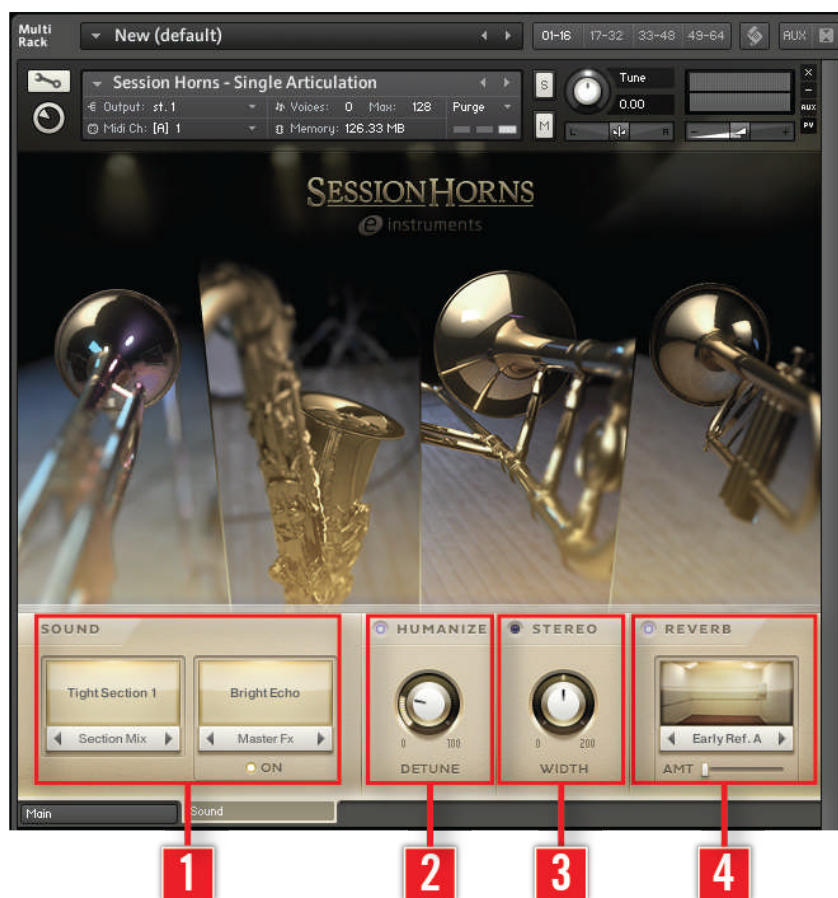 Multi Rack
New (default)
01-16 17-32 33-48 49-64 AUX
Session Horns - Single Articulation
Output: st. 1
Voices: 0 Max: 128 Purge
Midi Ch: [A] 1
Memory: 126.33 MB
S
M
Tune
0.00
L R
- +
×
-
AUX
PV
SESSIONHORNS
e instruments
SOUND
Tight Section 1
Section Mix
Bright Echo
Master Fx
ON
HUMANIZE
0 100
DETUNE
STEREO
0 200
WIDTH
REVERB
Early Ref. A
AMT
Main
Sound
1
2
3
4